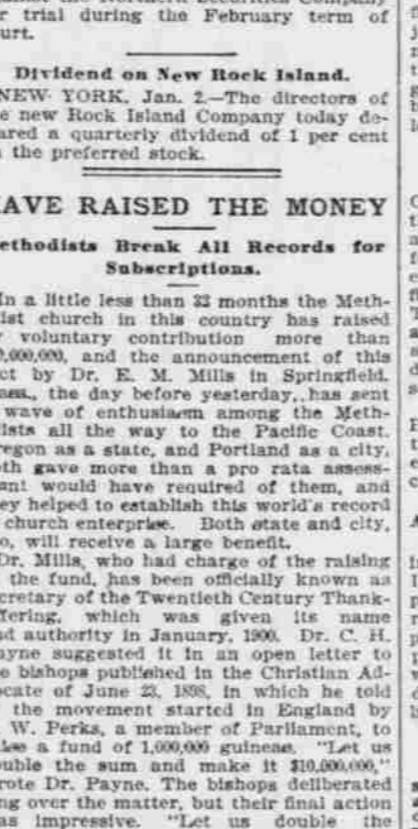 r trial during the February term of
urt.
Dividend on New Rock Island.
NEW YORK, Jan. 2.—The directors of
e new Rock Island Company today de-
ared a quarterly dividend of 1 per cent
the preferred stock.
AVE RAISED THE MONEY
ethodists Break All Records for
Subscriptions.
In a little less than months the Meth-
ist church in this country has raised
voluntary contribution more than
0,000,000, and the announcement of this
ct by Dr. E. M. Mills in Springfield,
the day before yesterday, has sent
wave of enthusiasm among the Meth-
ists all the way to the Pacific Coast.
regon as a state, and Portland as a city,
oth gave more than a pro rata assess-
ent would have required of them, and
ey helped to establish this world's record
church enterprise. Both state and city,
o, will receive a large benefit.
Dr. Mills, who had charge of the raising
the fund, has been officially known as
cretary of the Twentieth Century Thank-
ffering, which was given its name
nd authority in January, 1900. Dr. C. H.
ayne suggested it in an open letter to
e bishops published in the Christian Ad-
ocate of June 23, 1898, in which he told
the movement started in England by
W. Perks, a member of Parliament, to
ise a fund of 1,000,000 guineas. "Let us
ouble the sum and make it $10,000,000,"
rote Dr. Payne. The bishops deliberated
ng over the matter, but their final action
as impressive. "Let us double the